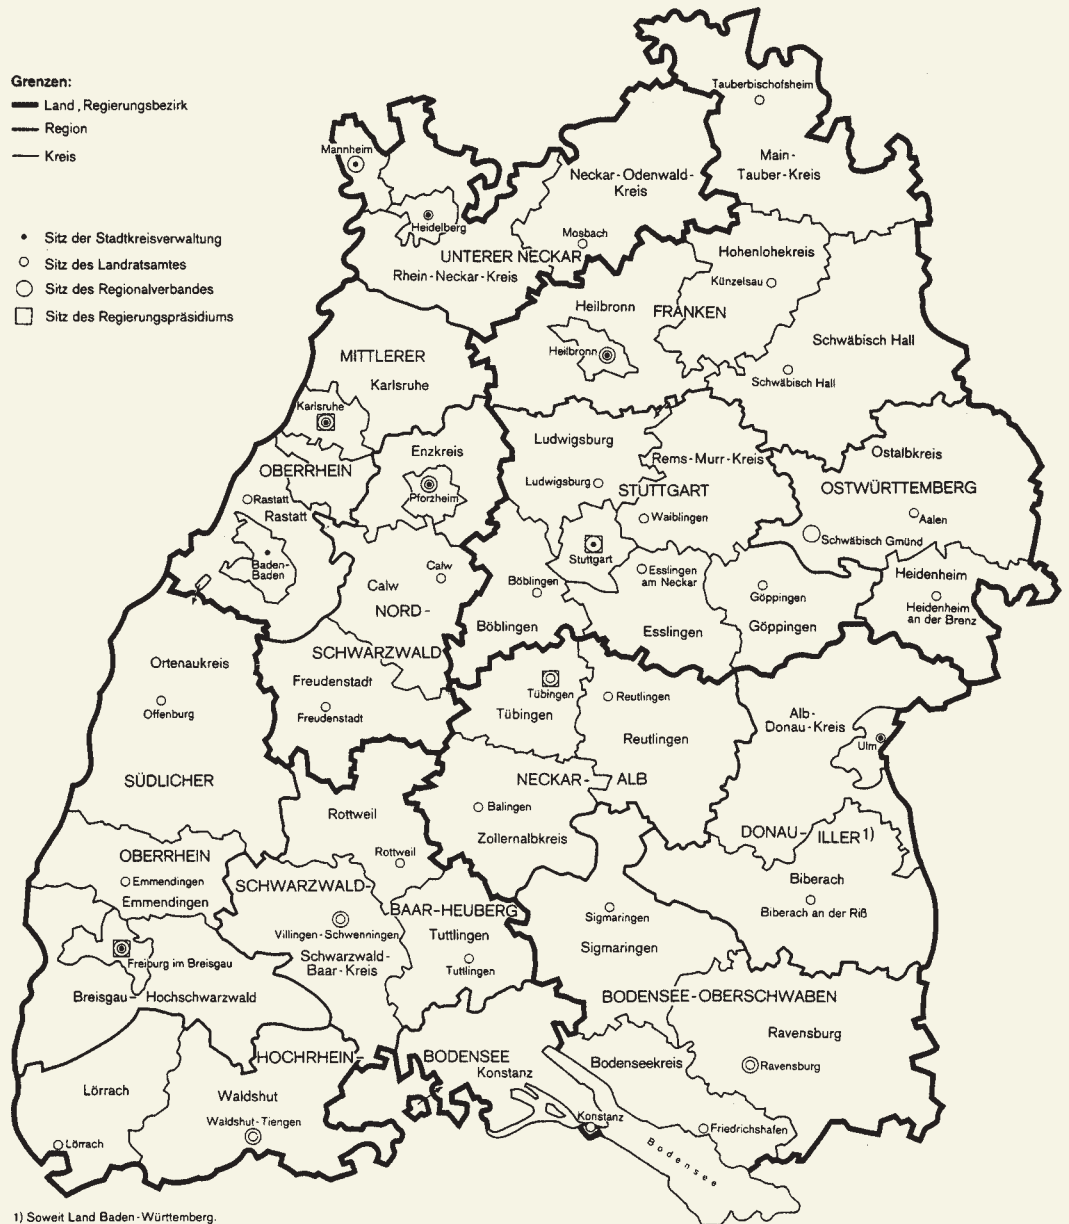 Grenzen:
Land, Regierungsbezirk
Region
Kreis
Sitz der Stadtkreisverwaltung
Sitz des Landratsamtes
Sitz des Regionalverbandes
Sitz des Regierungspräsidiums
Tauberbischofsheim
Main-
Tauber-Kreis
Mannheim
Neckar-Odenwald-
Kreis
Heidelberg
Mosbach
UNTERER NECKAR
Rhein-Neckar-Kreis
Hohenlohekreis
Künzelsau
Heilbronn
FRANKEN
Heilbronn
Schwäbisch Hall
Schwäbisch Hall
MITTLERER
Karlsruhe
Karlsruhe
OBERRHEIN
Enzkreis
Pforzheim
Rastatt
Rastatt
Baden-
Baden
Ludwigsburg
Ludwigsburg
Rems-Murr-Kreis
STUTTGART
Waiblingen
Stuttgart
Ostalbkreis
OSTWÜRTTEMBERG
Aalen
Schwäbisch Gmünd
Heidenheim
Heidenheim
an der Brenz
Calw
Calw
NORD-
SCHWARZWALD
Böblingen
Böblingen
Esslingen
am Neckar
Esslingen
Göppingen
Göppingen
Ortenaukreis
Offenburg
Freudenstadt
Freudenstadt
Tübingen
Tübingen
Reutlingen
Reutlingen
Alb-
Donau-Kreis
Ulm
SÜDLICHER
OBERRHEIN
NECKAR-ALB
Balingen
Zollernalbkreis
Rottweil
Rottweil
DONAU-ILLER1)
Biberach
Biberach an der Riß
Emmendingen
Emmendingen
SCHWARZWALD-
BAAR-HEUBERG
Villingen-Schwenningen
Schwarzwald-
Baar-Kreis
Tuttlingen
Tuttlingen
Sigmaringen
Sigmaringen
Freiburg im Breisgau
Breisgau-Hochschwarzwald
BODENSEE-OBERSCHWABEN
Ravensburg
Ravensburg
Bodenseekreis
HOCHRHEIN-BODENSEE
Konstanz
Konstanz
Lörrach
Lörrach
Waldshut
Waldshut-Tiengen
Friedrichshafen
Bodensee
1) Soweit Land Baden-Württemberg.